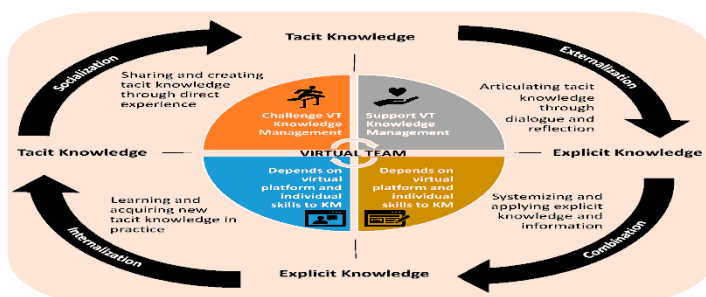 Tacit Knowledge
Socialization
Externalization
Sharing and creating
tacit knowledge
through direct
experience
Articulating tacit
knowledge
through
dialogue and
reflection
Challenge VT
Knowledge
Management
Support VT
Knowledge
Management
Tacit Knowledge
VIRTUAL TEAM
Explicit Knowledge
Depends on
virtual
platform and
individual
skills to KM
Depends on
virtual
platform and
individual
skills to KM
Learning and
acquiring new
tacit knowledge in
practice
Systemizing and
applying explicit
knowledge and
information
Internalization
Combination
Explicit Knowledge